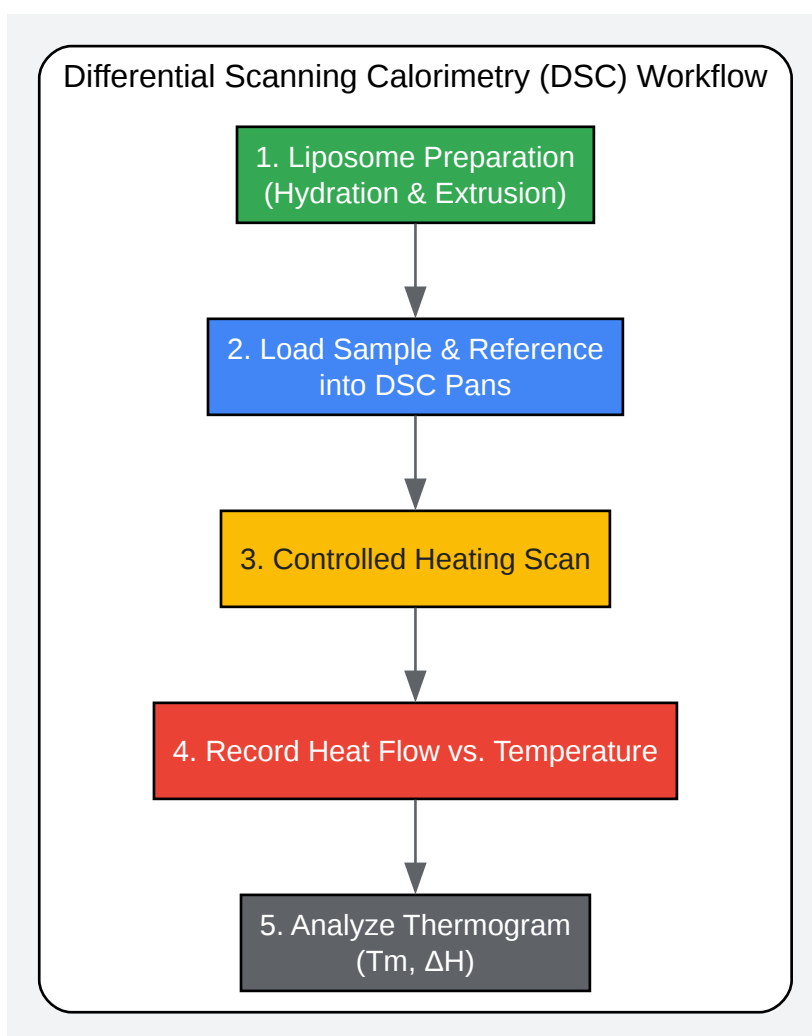 Differential Scanning Calorimetry (DSC) Workflow
1. Liposome Preparation
(Hydration & Extrusion)
2. Load Sample & Reference
into DSC Pans
3. Controlled Heating Scan
4. Record Heat Flow vs. Temperature
5. Analyze Thermogram
(Tm, ΔH)